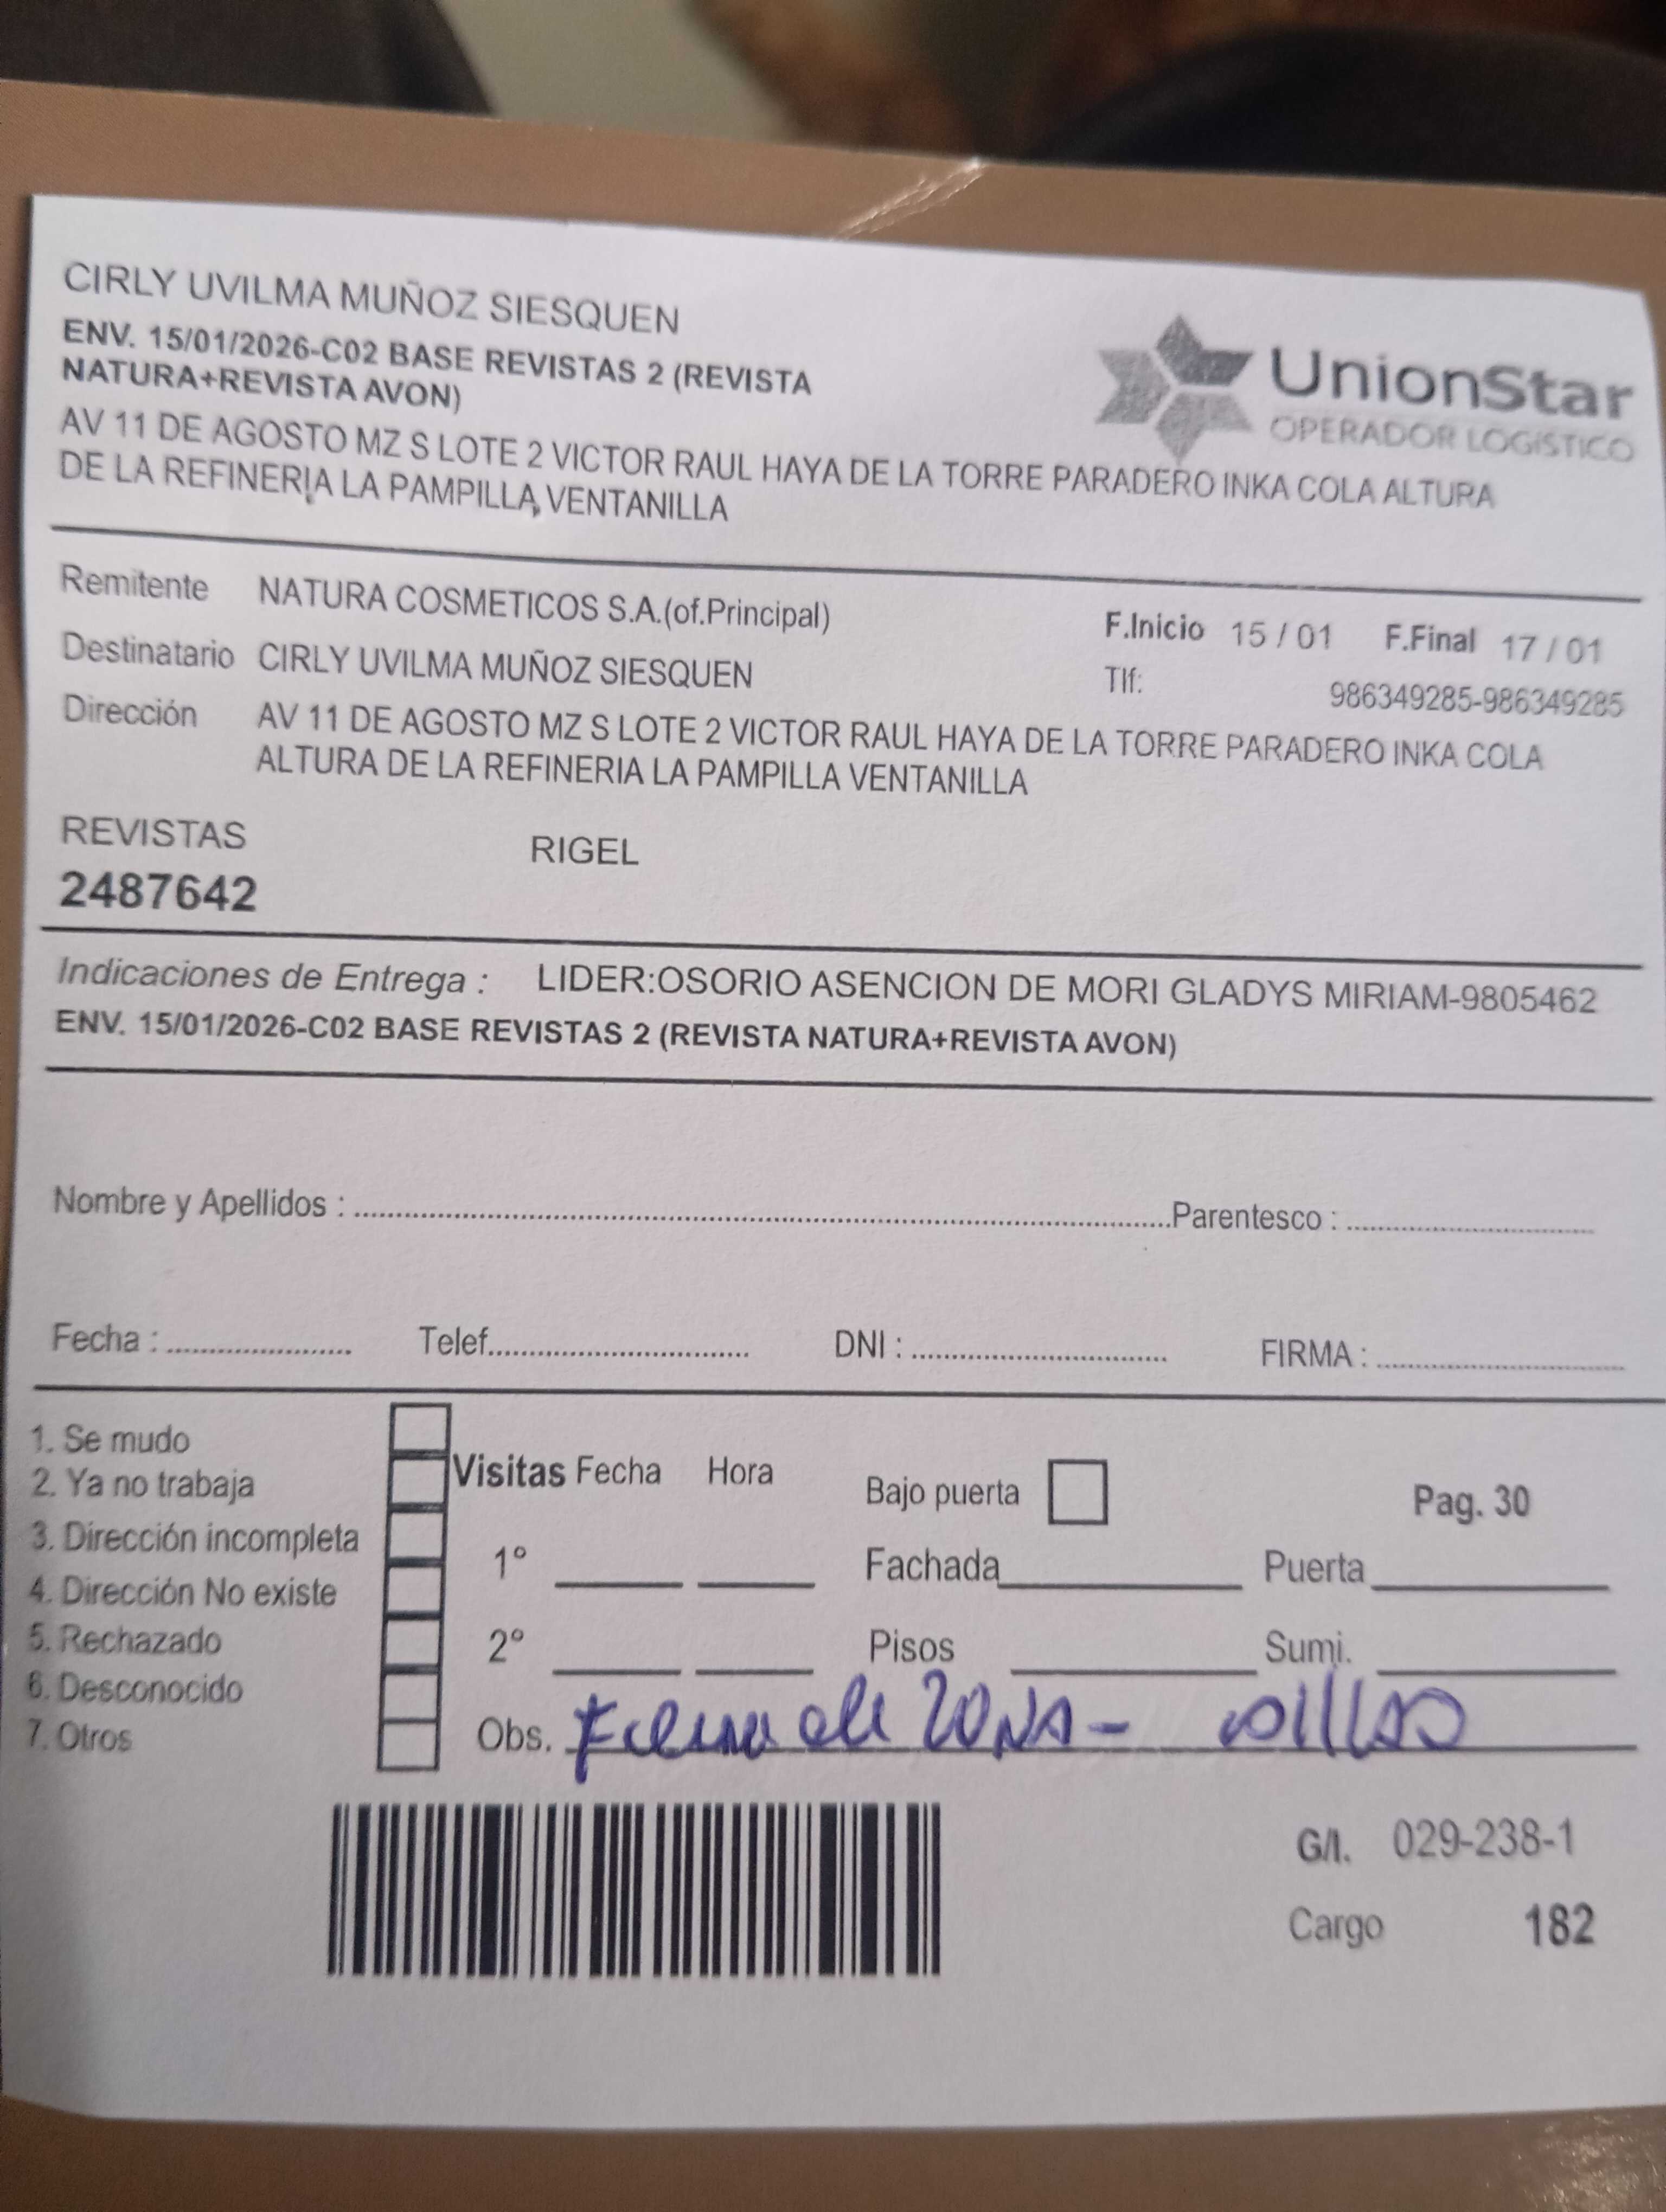 CIRLY UVILMA MUÑOZ SIESQUEN
ENV. 15/01/2026-C02 BASE REVISTAS 2 (REVISTA
NATURA+REVISTA AVON)
UnionStar
OPERADOR LOGÍSTICO
AV 11 DE AGOSTO MZ S LOTE 2 VICTOR RAUL HAYA DE LA TORRE PARADERO INKA COLA ALTURA
DE LA REFINERIA LA PAMPILLA, VENTANILLA
Remitente NATURA COSMETICOS S.A.(of.Principal)
F.Inicio 15 / 01 F.Final 17 / 01
Destinatario CIRLY UVILMA MUÑOZ SIESQUEN
Tlf: 986349285-986349285
Dirección AV 11 DE AGOSTO MZ S LOTE 2 VICTOR RAUL HAYA DE LA TORRE PARADERO INKA COLA
ALTURA DE LA REFINERIA LA PAMPILLA VENTANILLA
REVISTAS RIGEL
2487642
Indicaciones de Entrega : LIDER:OSORIO ASENCION DE MORI GLADYS MIRIAM-9805462
ENV. 15/01/2026-C02 BASE REVISTAS 2 (REVISTA NATURA+REVISTA AVON)
Nombre y Apellidos : Parentesco :
Fecha : Telef. DNI : FIRMA :
1. Se mudo
2. Ya no trabaja
3. Dirección incompleta
4. Dirección No existe
5. Rechazado
6. Desconocido
7. Otros
Visitas Fecha Hora
1°
2°
Bajo puerta
Pag. 30
Fachada Puerta
Pisos Sumi.
Obs. de ZONA -
G/I. 029-238-1
Cargo 182